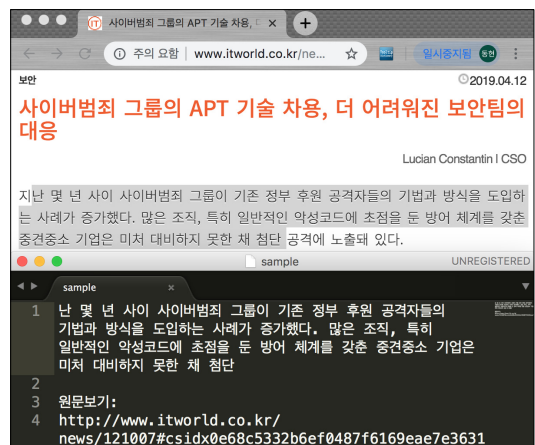 사이버범죄 그룹의 APT 기술 차용,
주의 요함 | www.itworld.co.kr/ne...
일시중지됨 동현
보안
2019.04.12
사이버범죄 그룹의 APT 기술 차용, 더 어려워진 보안팀의
대응
Lucian Constantin | CSO
지난 몇 년 사이 사이버범죄 그룹이 기존 정부 후원 공격자들의 기법과 방식을 도입하
는 사례가 증가했다. 많은 조직, 특히 일반적인 악성코드에 초점을 둔 방어 체계를 갖춘
중견중소 기업은 미처 대비하지 못한 채 첨단 공격에 노출돼 있다.
sample
UNREGISTERED
sample
1 난 몇 년 사이 사이버범죄 그룹이 기존 정부 후원 공격자들의
기법과 방식을 도입하는 사례가 증가했다. 많은 조직, 특히
일반적인 악성코드에 초점을 둔 방어 체계를 갖춘 중견중소 기업은
미처 대비하지 못한 채 첨단
2
3 원문보기:
4 http://www.itworld.co.kr/
news/121007#csidx0e68c5332b6ef0487f6169eae7e3631